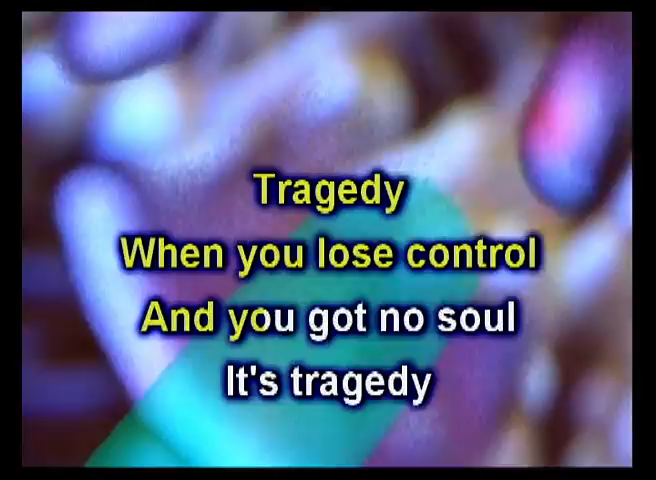 Tragedy
When you lose control
And you got no soul
It's tragedy